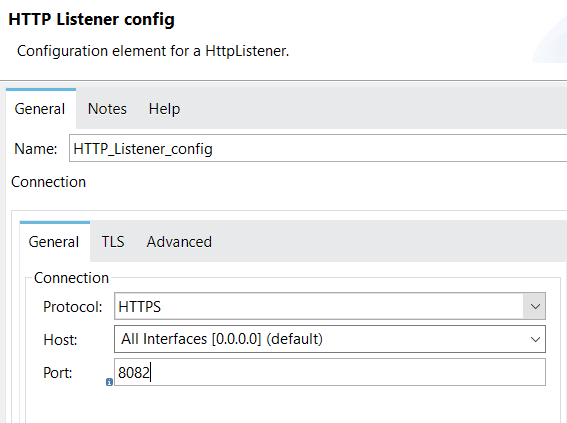 HTTP Listener config
Configuration element for a HttpListener.
General Notes Help
Name: HTTP_Listener_config
Connection
General TLS Advanced
Connection
Protocol: HTTPS
Host: All Interfaces [0.0.0.0] (default)
Port: 8082